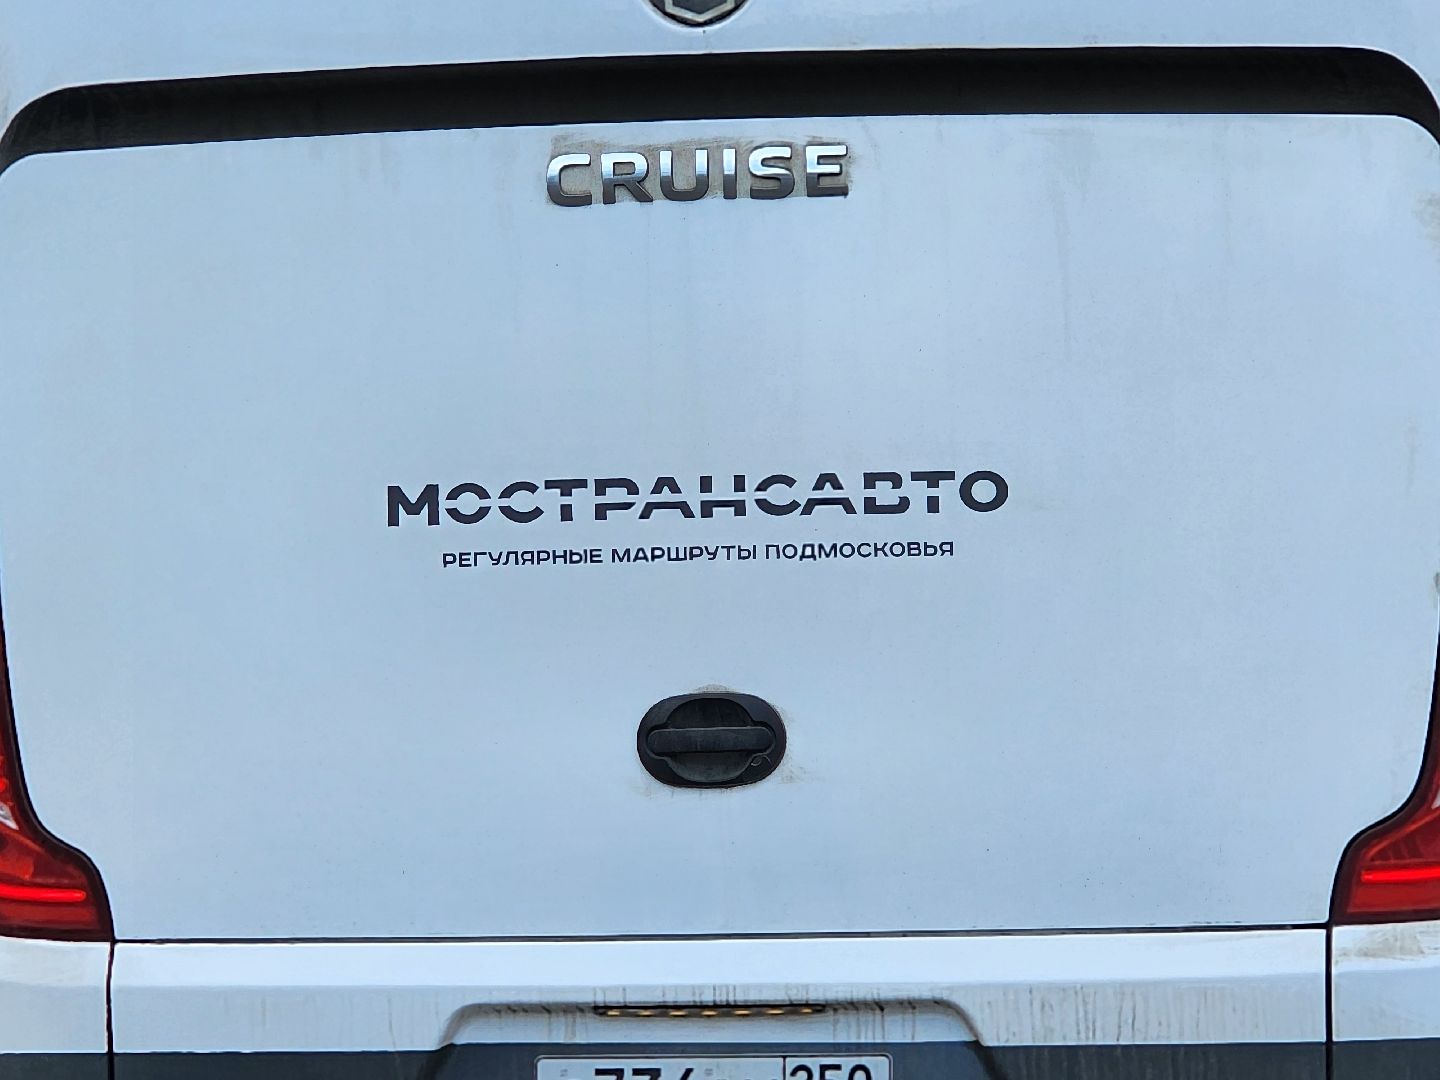 CRUISE
МОСТРАНСАВТО
РЕГУЛЯРНЫЕ МАРШРУТЫ ПОДМОСКОВЬЯ